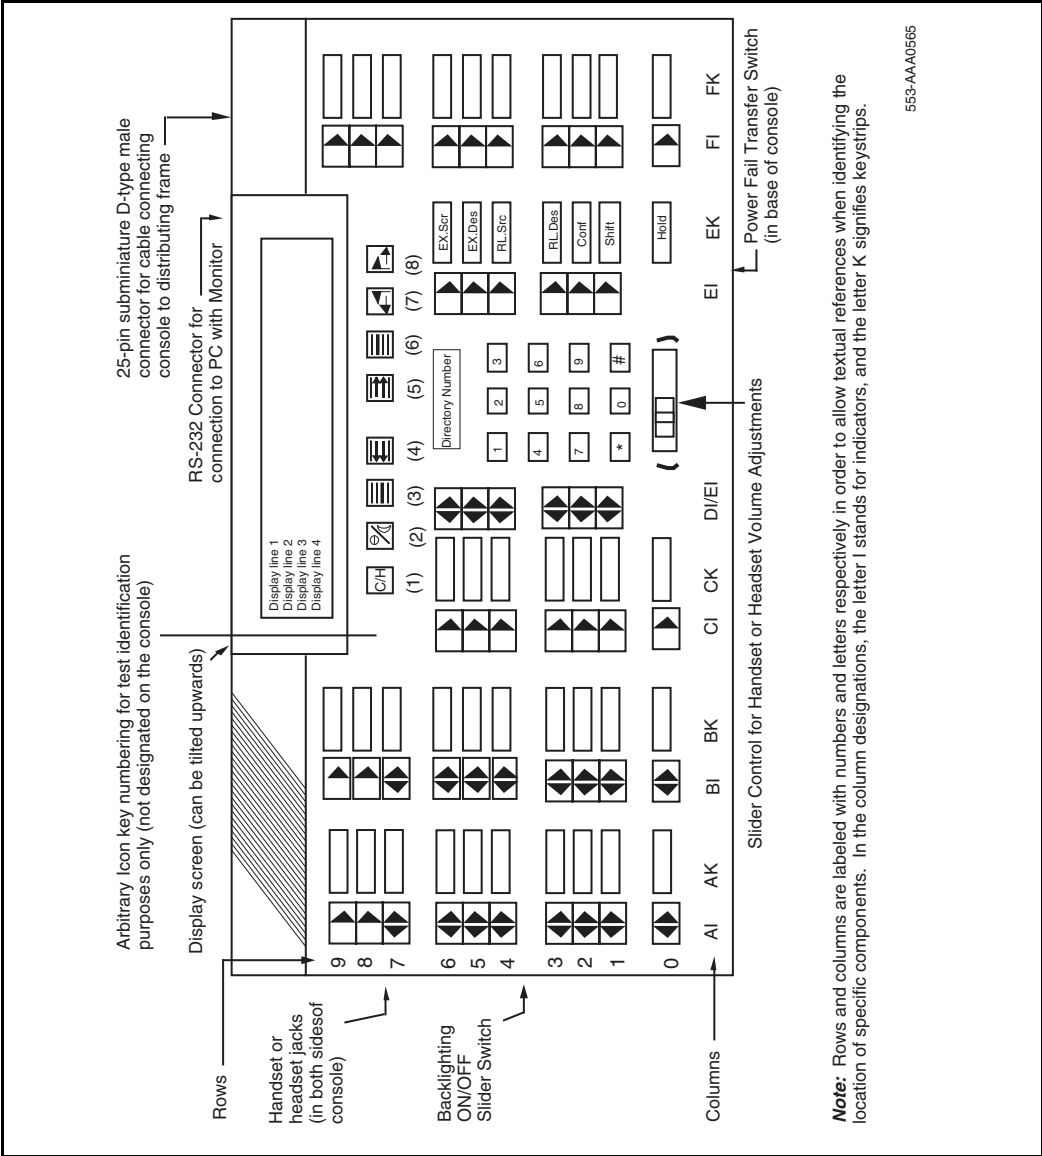 Arbitrary Icon key numbering for test identification
purposes only (not designated on the console)
Display screen (can be tilted upwards)
RS-232 Connector for
connection to PC with Monitor
25-pin subminiature D-type male
connector for cable connecting
console to distributing frame
Rows
Handset or
headset jacks
(in both sidesof
console)
Backlighting
ON/OFF
Slider Switch
Columns
Display line 1
Display line 2
Display line 3
Display line 4
C/H
(1) (2) (3) (4) (5) (6) (7) (8)
9
8
7
6
5
4
3
2
1
0
Directory Number
1 2 3
4 5 6
7 8 9
* 0 #
EX.Scr
EX.Des
RL.Src
RL.Des
Conf
Shift
Hold
AI AK BI BK CI CK DI/EI EI EK FI FK
Slider Control for Handset or Headset Volume Adjustments
Power Fail Transfer Switch
(in base of console)
Note: Rows and columns are labeled with numbers and letters respectively in order to allow textual references when identifying the
location of specific components. In the column designations, the letter I stands for indicators, and the letter K signifies keystrips.
553-AAA0565